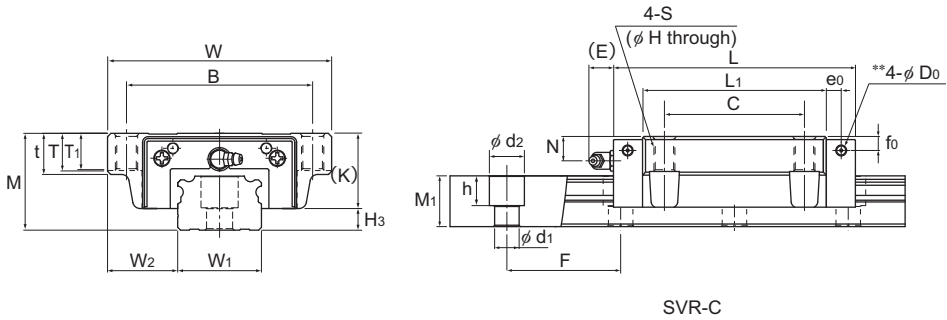 W
B
t
T
T1
M
(K)
H3
W2
W1
4-S
(φ H through)
(E)
L
L1
e0
**4-φ D0
C
N
f0
φ d2
h
M1
φ d1
F
SVR-C